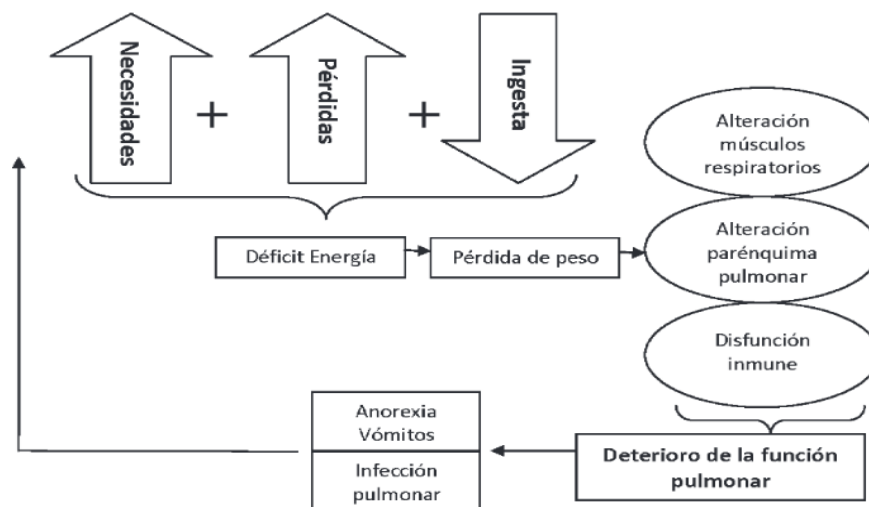 Necesidades
+
Pérdidas
+
Ingesta
Alteración
músculos
respiratorios
Déficit Energía
Pérdida de peso
Alteración
parénquima
pulmonar
Disfunción
inmune
Anorexia
Vómitos
Infección
pulmonar
Deterioro de la función
pulmonar